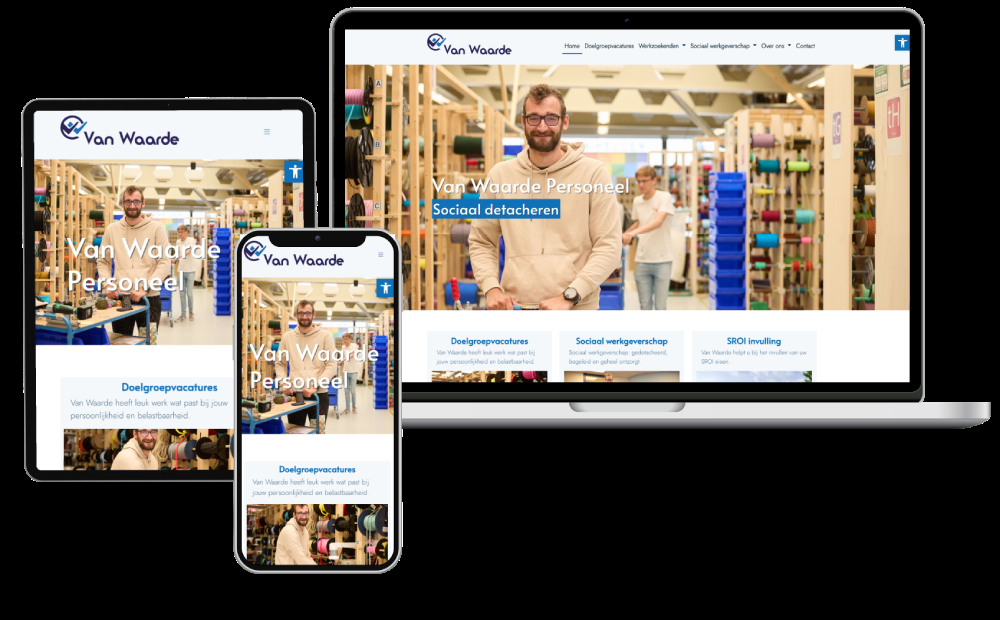 Van Waarde
Home Doelgroepvacatures Werkzoekenden Sociaal werkgeverschap Over ons Contact
A
B
C
tG
tH
Van Waarde Personeel
Sociaal detacheren
Doelgroepvacatures
Van Waarde heeft leuk werk wat past bij
jouw persoonlijkheid en belastbaarheid.
Sociaal werkgeverschap
Sociaal werkgeverschap: gedetacheerd,
begeleid en geheel ontzorgt.
SROI invulling
Van Waarde helpt u bij het invullen van uw
SROI eisen.
Van Waarde
Van Waarde
Personeel
Doelgroepvacatures
Van Waarde heeft leuk werk wat past bij jouw
persoonlijkheid en belastbaarheid.
Van Waarde
Van Waarde
Personeel
Doelgroepvacatures
Van Waarde heeft leuk werk wat past bij
jouw persoonlijkheid en belastbaarheid.